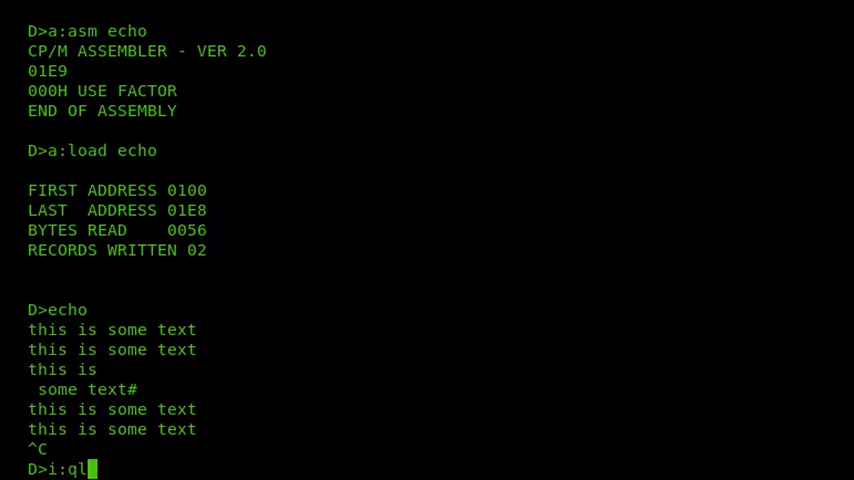 D>a:asm echo
CP/M ASSEMBLER - VER 2.0
01E9
000H USE FACTOR
END OF ASSEMBLY
D>a:load echo
FIRST ADDRESS 0100
LAST  ADDRESS 01E8
BYTES READ    0056
RECORDS WRITTEN 02
D>echo
this is some text
this is some text
this is
 some text#
this is some text
this is some text
^C
D>i:ql